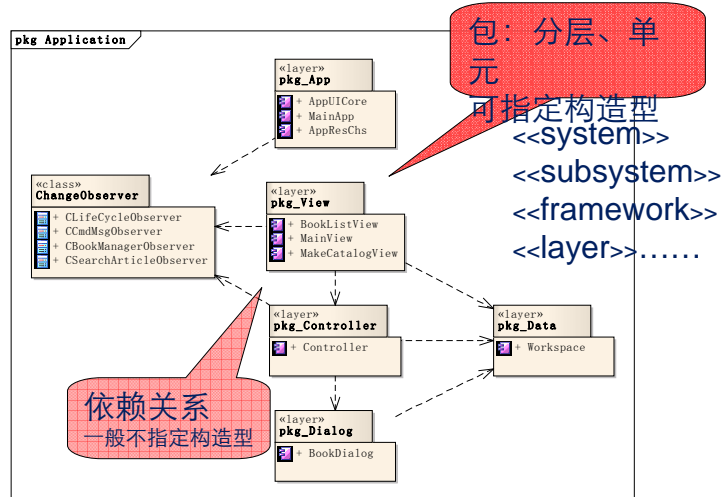 pkg Application
包：分层、单
元
可指定构造型
<<system>>
<<subsystem>>
<<framework>>
<<layer>>……
«layer»
pkg_App
+ AppUICore
+ MainApp
+ AppResChs
«class»
ChangeObserver
+ CLifeCycleObserver
+ CCmdMsgObserver
+ CBookManagerObserver
+ CSearchArticleObserver
«layer»
pkg_View
+ BookListView
+ MainView
+ MakeCatalogView
«layer»
pkg_Controller
+ Controller
«layer»
pkg_Data
+ Workspace
依赖关系
一般不指定构造型
«layer»
pkg_Dialog
+ BookDialog